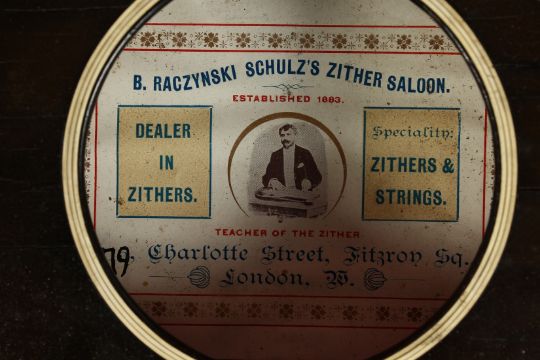 B. RACZYNSKI SCHULZ'S ZITHER SALOON.
ESTABLISHED 1883.
DEALER
IN
ZITHERS.
Speciality:
ZITHERS &
STRINGS.
TEACHER OF THE ZITHER
79, Charlotte Street, Fitzroy Sq.
London, W.